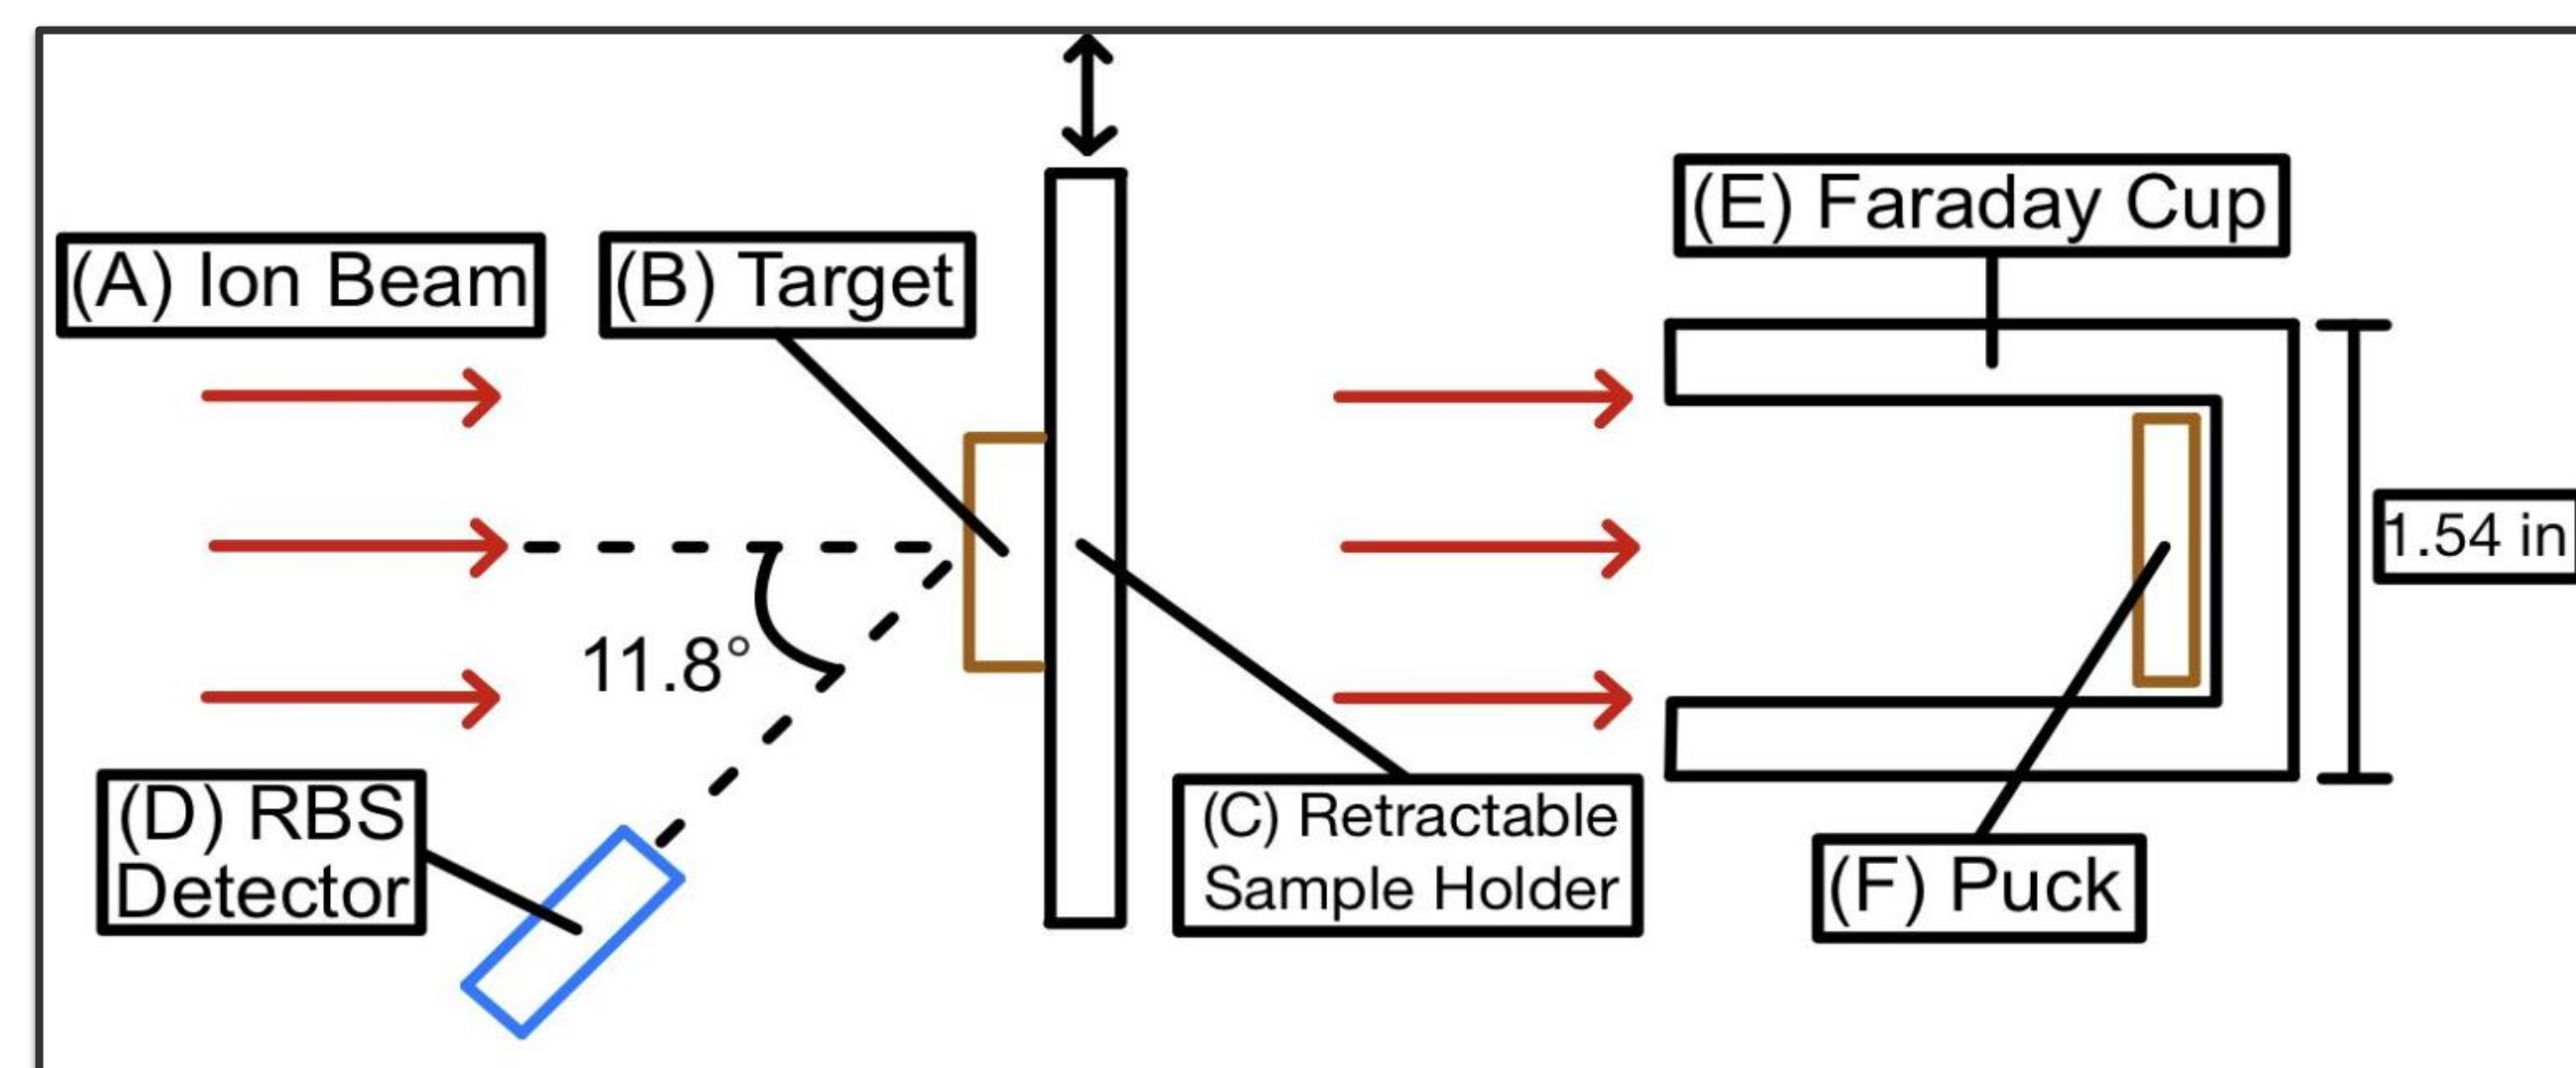 (E) Faraday Cup
(A) Ion Beam
(B) Target
1.54 in
11.8°
(D) RBS
Detector
(C) Retractable
Sample Holder
(F) Puck